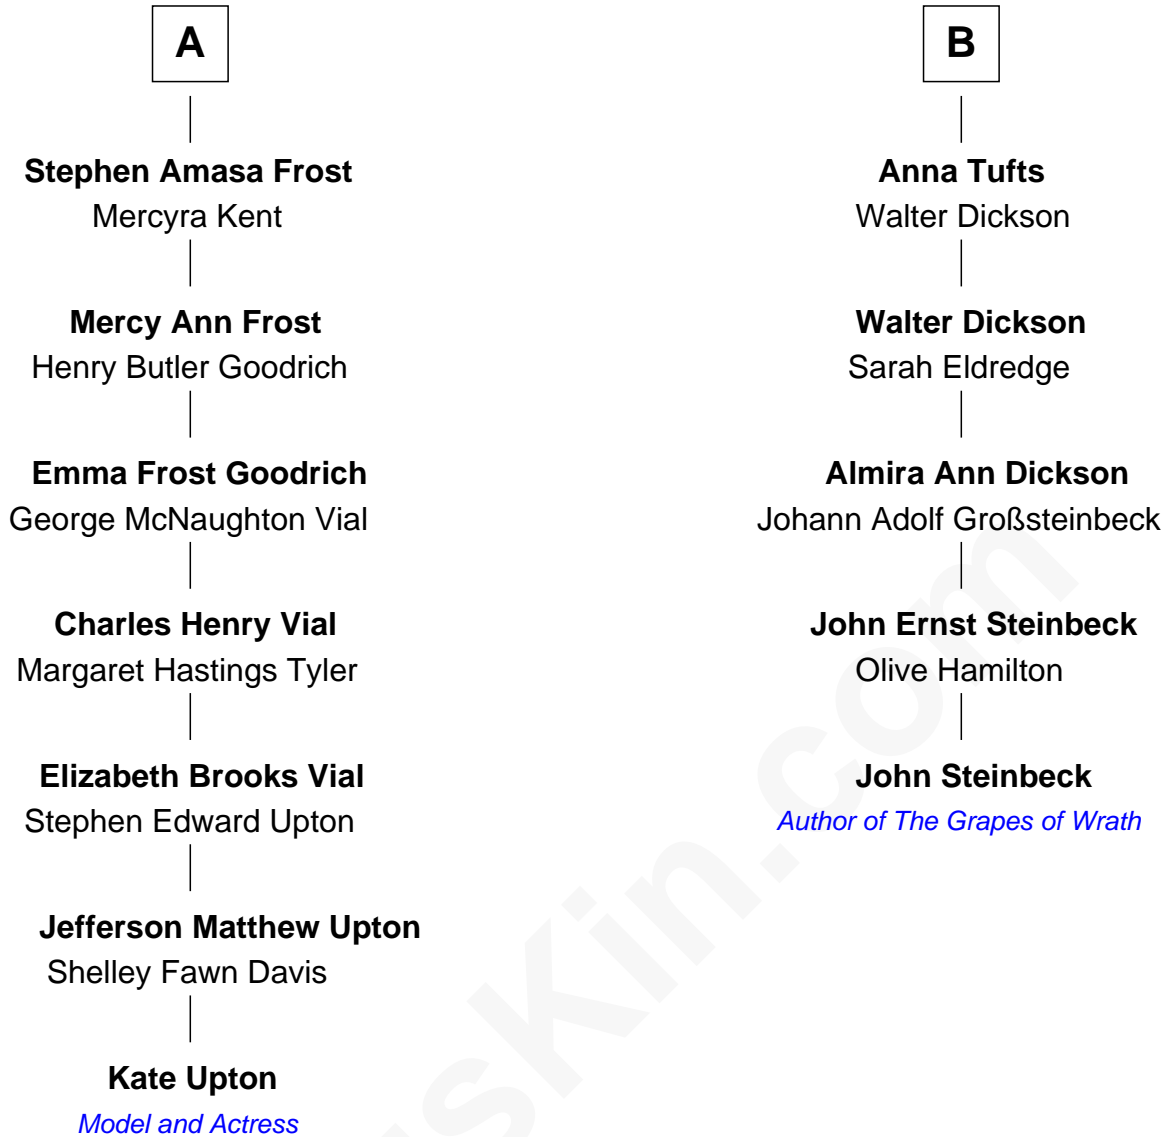 A
Stephen Amasa Frost
Mercyra Kent
Mercy Ann Frost
Henry Butler Goodrich
Emma Frost Goodrich
George McNaughton Vial
Charles Henry Vial
Margaret Hastings Tyler
Elizabeth Brooks Vial
Stephen Edward Upton
Jefferson Matthew Upton
Shelley Fawn Davis
Kate Upton
Model and Actress
B
Anna Tufts
Walter Dickson
Walter Dickson
Sarah Eldredge
Almira Ann Dickson
Johann Adolf Großsteinbeck
John Ernst Steinbeck
Olive Hamilton
John Steinbeck
Author of The Grapes of Wrath
usKin.com